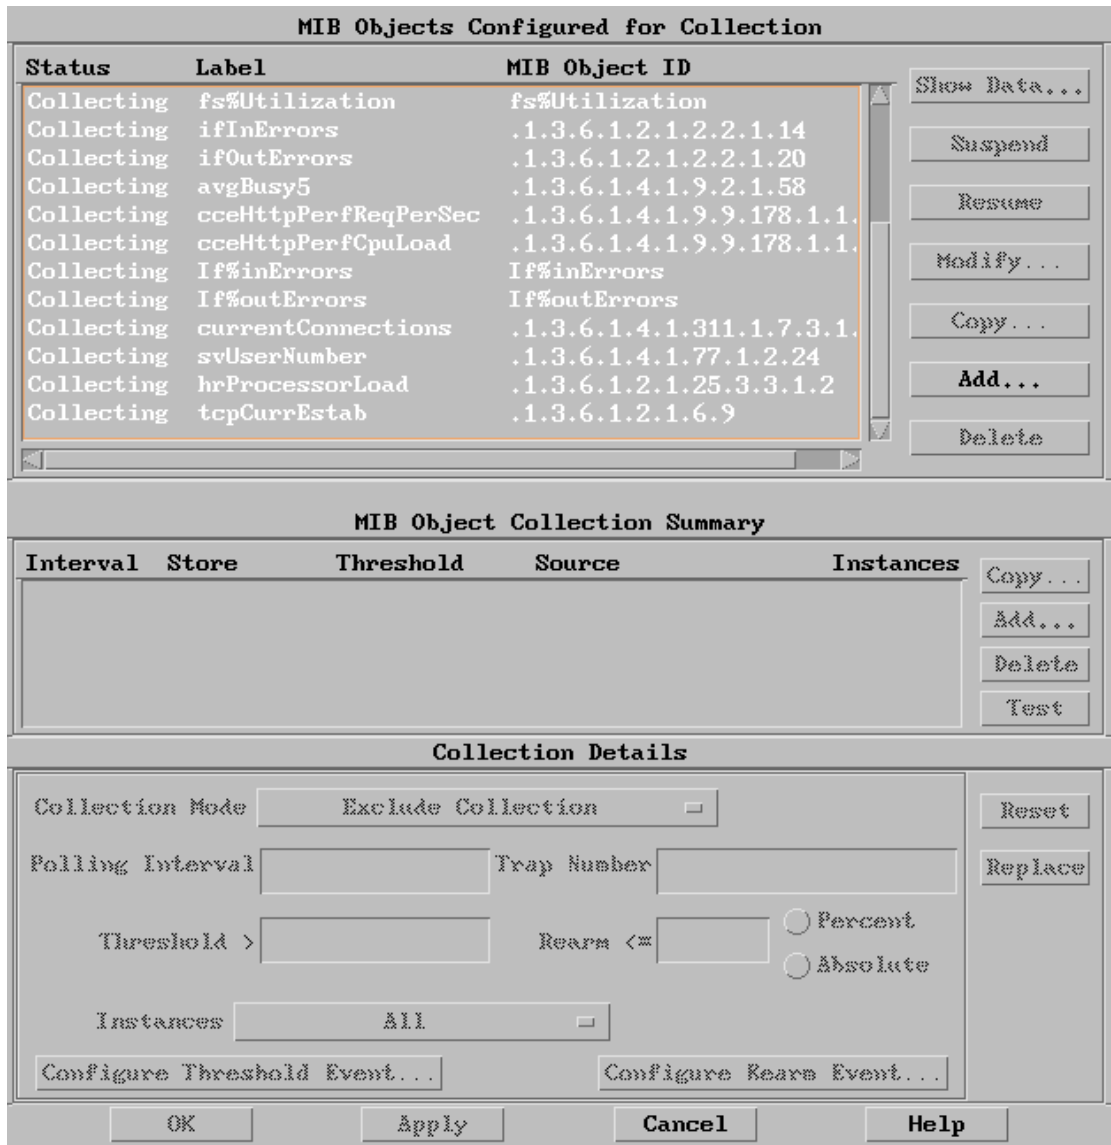 MIB Objects Configured for Collection
Status Label MIB Object ID
Collecting fs%Utilization fs%Utilization
Collecting ifInErrors .1.3.6.1.2.1.2.2.1.14
Collecting ifOutErrors .1.3.6.1.2.1.2.2.1.20
Collecting avgBusy5 .1.3.6.1.4.1.9.2.1.58
Collecting cceHttpPerfReqPerSec .1.3.6.1.4.1.9.9.178.1.1.
Collecting cceHttpPerfCpuLoad .1.3.6.1.4.1.9.9.178.1.1.
Collecting If%inErrors If%inErrors
Collecting If%outErrors If%outErrors
Collecting currentConnections .1.3.6.1.4.1.311.1.7.3.1.
Collecting svUserNumber .1.3.6.1.4.1.77.1.2.24
Collecting hrProcessorLoad .1.3.6.1.2.1.25.3.3.1.2
Collecting tcpCurrEstab .1.3.6.1.2.1.6.9
Show Data...
Suspend
Resume
Modify...
Copy...
Add...
Delete
MIB Object Collection Summary
Interval Store Threshold Source Instances
Copy...
Add...
Delete
Test
Collection Details
Collection Mode Exclude Collection
Polling Interval Trap Number
Threshold > Rearm <= Percent
Absolute
Instances All
Configure Threshold Event... Configure Rearm Event...
Reset
Replace
OK Apply Cancel Help